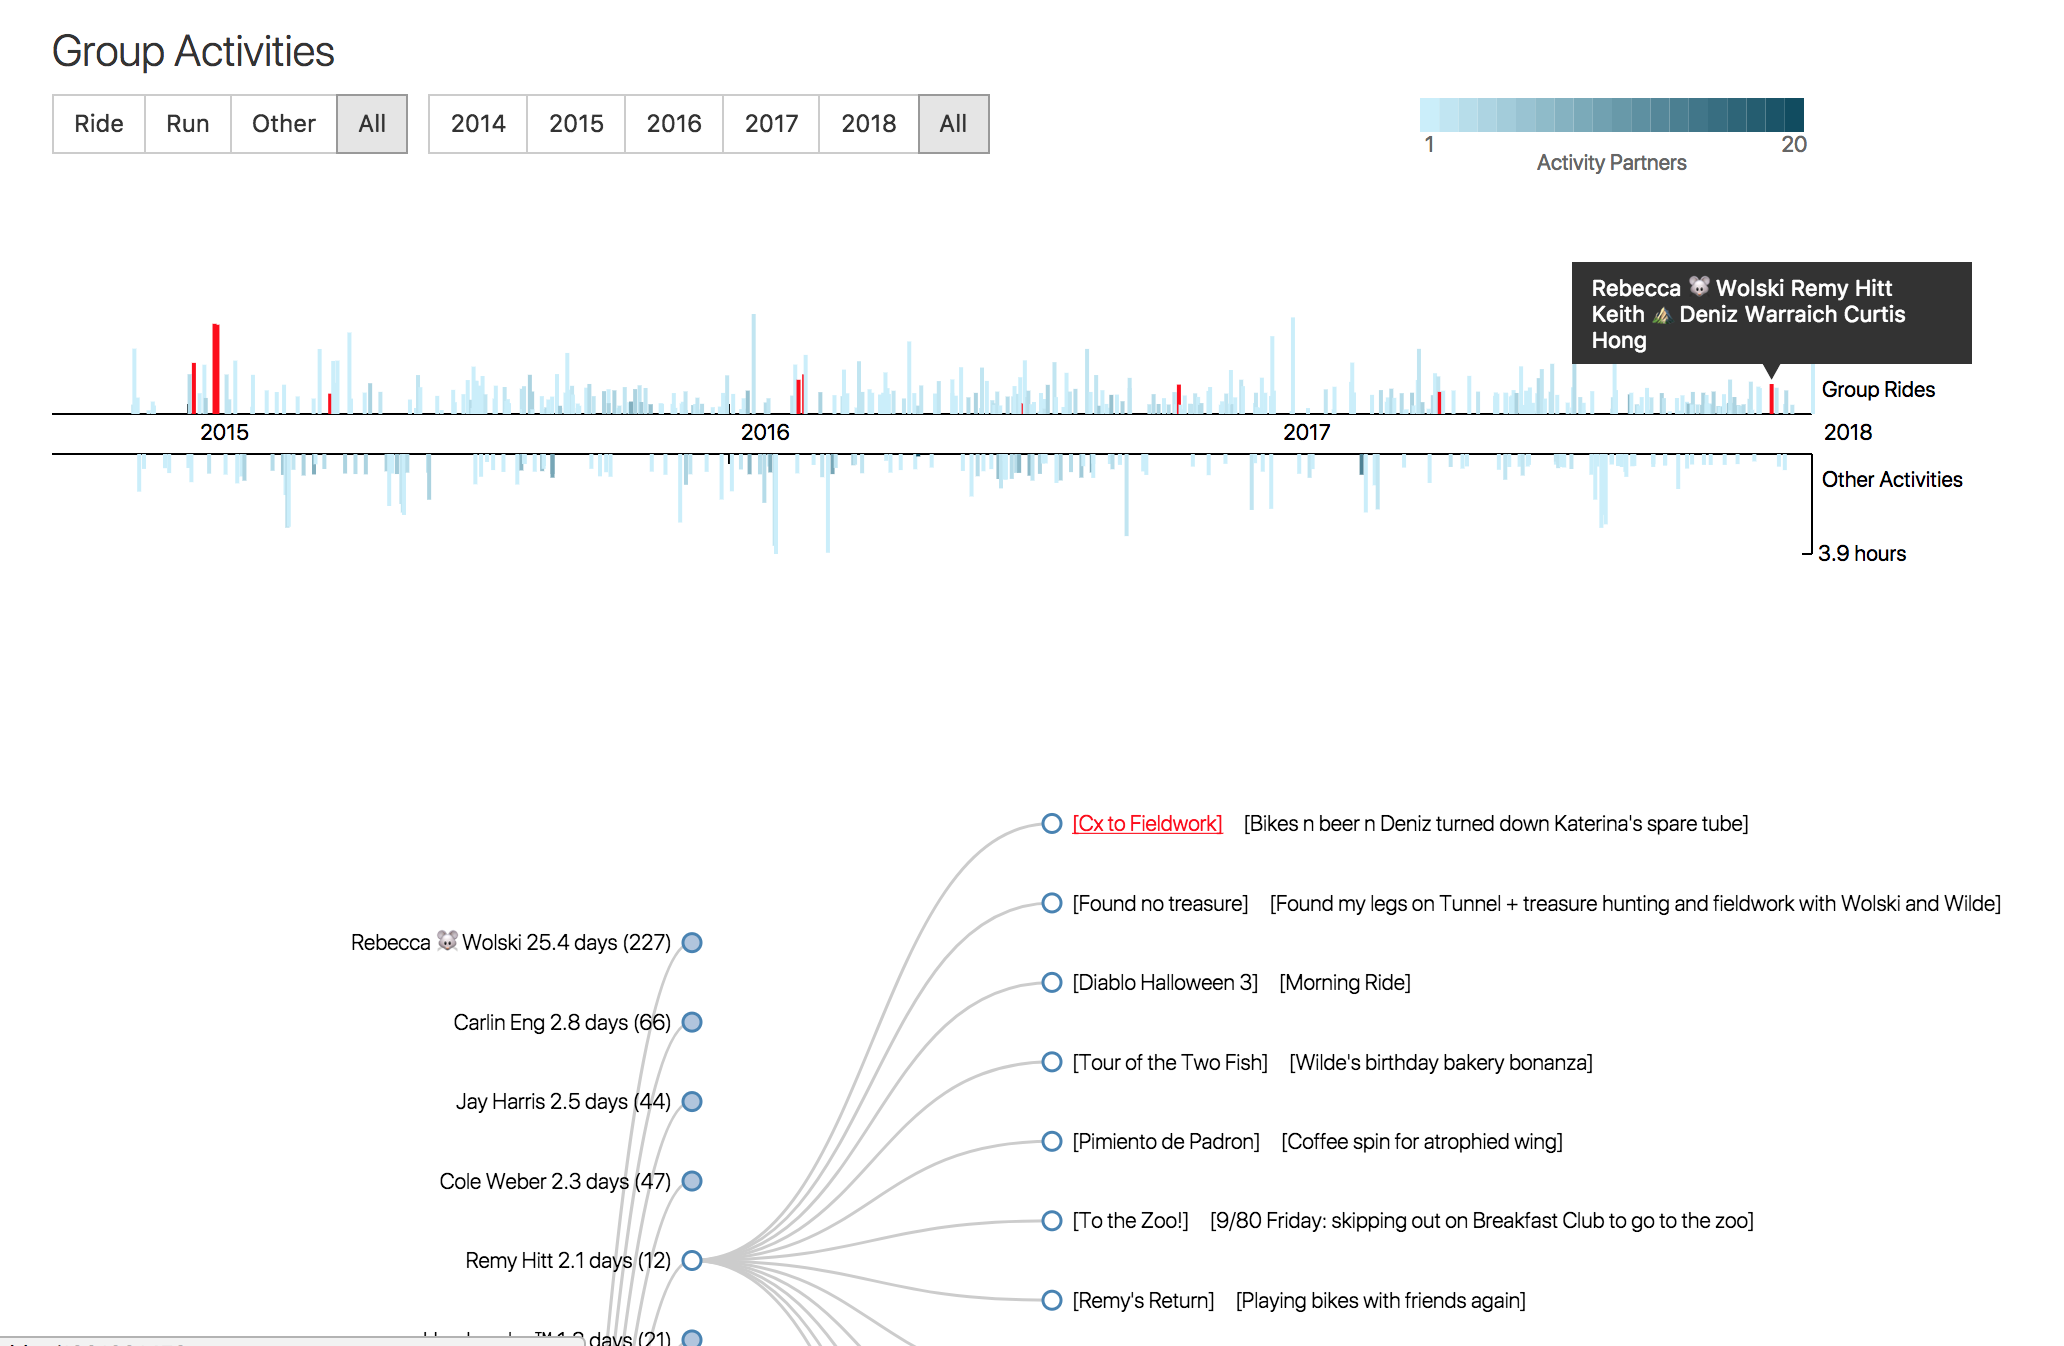 Group Activities
Ride Run Other All 2014 2015 2016 2017 2018 All
1 20
Activity Partners
Rebecca 🐭 Wolski Remy Hitt
Keith ⛰️ Deniz Warraich Curtis
Hong
Group Rides
2015 2016 2017 2018
Other Activities
3.9 hours
[Cx to Fieldwork] [Bikes n beer n Deniz turned down Katerina's spare tube]
[Found no treasure] [Found my legs on Tunnel + treasure hunting and fieldwork with Wolski and Wilde]
Rebecca 🐭 Wolski 25.4 days (227)
[Diablo Halloween 3] [Morning Ride]
Carlin Eng 2.8 days (66)
[Tour of the Two Fish] [Wilde's birthday bakery bonanza]
Jay Harris 2.5 days (44)
[Pimiento de Padron] [Coffee spin for atrophied wing]
Cole Weber 2.3 days (47)
[To the Zoo!] [9/80 Friday: skipping out on Breakfast Club to go to the zoo]
Remy Hitt 2.1 days (12)
[Remy's Return] [Playing bikes with friends again]
days (21)